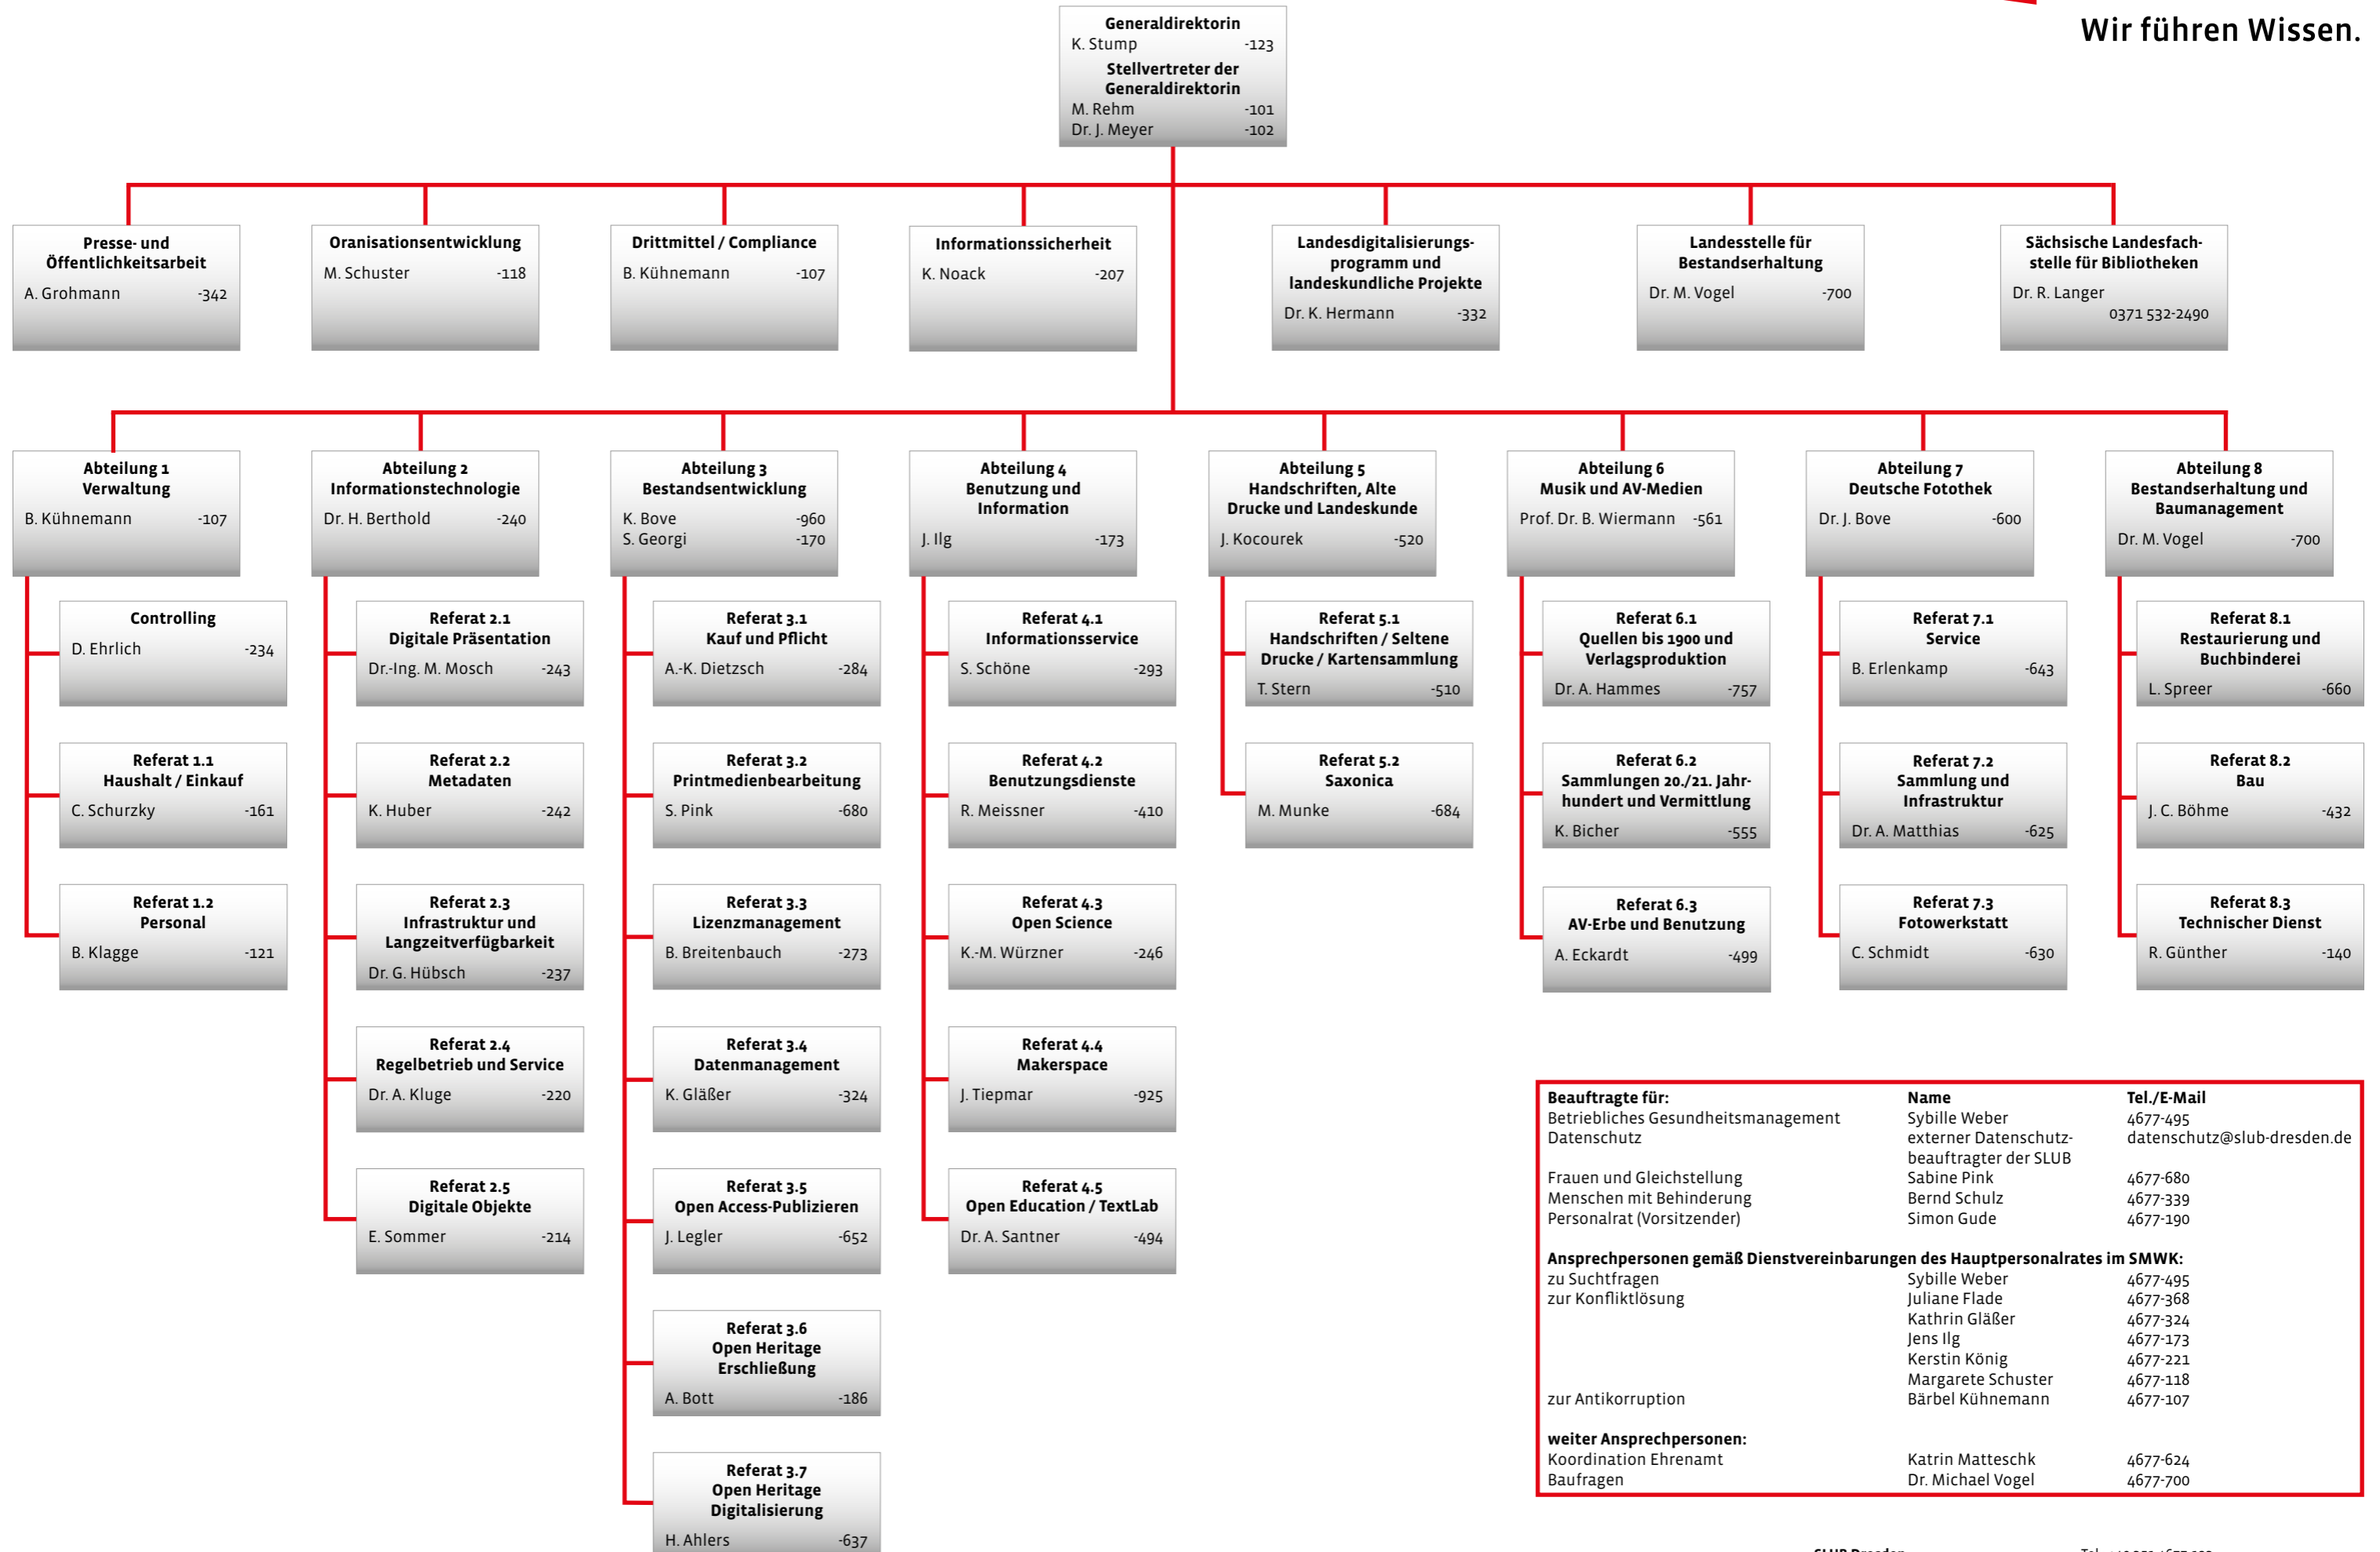 Wir führen Wissen.
Generaldirektorin
K. Stump -123
Stellvertreter der
Generaldirektorin
M. Rehm -101
Dr. J. Meyer -102
Presse- und
Öffentlichkeitsarbeit
A. Grohmann -342
Oranisationsentwicklung
M. Schuster -118
Drittmittel / Compliance
B. Kühnemann -107
Informationssicherheit
K. Noack -207
Landesdigitalisierungs-
programm und
landeskundliche Projekte
Dr. K. Hermann -332
Landesstelle für
Bestandserhaltung
Dr. M. Vogel -700
Sächsische Landesfach-
stelle für Bibliotheken
Dr. R. Langer
0371 532-2490
Abteilung 1
Verwaltung
B. Kühnemann -107
Controlling
D. Ehrlich -234
Referat 1.1
Haushalt / Einkauf
C. Schurzky -161
Referat 1.2
Personal
B. Klagge -121
Abteilung 2
Informationstechnologie
Dr. H. Berthold -240
Referat 2.1
Digitale Präsentation
Dr.-Ing. M. Mosch -243
Referat 2.2
Metadaten
K. Huber -242
Referat 2.3
Infrastruktur und
Langzeitverfügbarkeit
Dr. G. Hübsch -237
Referat 2.4
Regelbetrieb und Service
Dr. A. Kluge -220
Referat 2.5
Digitale Objekte
E. Sommer -214
Abteilung 3
Bestandsentwicklung
K. Bove -960
S. Georgi -170
Referat 3.1
Kauf und Pflicht
A.-K. Dietzsch -284
Referat 3.2
Printmedienbearbeitung
S. Pink -680
Referat 3.3
Lizenzmanagement
B. Breitenbauch -273
Referat 3.4
Datenmanagement
K. Gläßer -324
Referat 3.5
Open Access-Publizieren
J. Legler -652
Referat 3.6
Open Heritage
Erschließung
A. Bott -186
Referat 3.7
Open Heritage
Digitalisierung
H. Ahlers -637
Abteilung 4
Benutzung und
Information
J. Ilg -173
Referat 4.1
Informationsservice
S. Schöne -293
Referat 4.2
Benutzungsdienste
R. Meissner -410
Referat 4.3
Open Science
K.-M. Würzner -246
Referat 4.4
Makerspace
J. Tiepmar -925
Referat 4.5
Open Education / TextLab
Dr. A. Santner -494
Abteilung 5
Handschriften, Alte
Drucke und Landeskunde
J. Kocourek -520
Referat 5.1
Handschriften / Seltene
Drucke / Kartensammlung
T. Stern -510
Referat 5.2
Saxonica
M. Munke -684
Abteilung 6
Musik und AV-Medien
Prof. Dr. B. Wiermann -561
Referat 6.1
Quellen bis 1900 und
Verlagsproduktion
Dr. A. Hammes -757
Referat 6.2
Sammlungen 20./21. Jahr-
hundert und Vermittlung
K. Bicher -555
Referat 6.3
AV-Erbe und Benutzung
A. Eckardt -499
Abteilung 7
Deutsche Fotothek
Dr. J. Bove -600
Referat 7.1
Service
B. Erlenkamp -643
Referat 7.2
Sammlung und
Infrastruktur
Dr. A. Matthias -625
Referat 7.3
Fotowerkstatt
C. Schmidt -630
Abteilung 8
Bestandserhaltung und
Baumanagement
Dr. M. Vogel -700
Referat 8.1
Restaurierung und
Buchbinderei
L. Spreer -660
Referat 8.2
Bau
J. C. Böhme -432
Referat 8.3
Technischer Dienst
R. Günther -140
Beauftragte für: Name Tel./E-Mail
Betriebliches Gesundheitsmanagement Sybille Weber 4677-495
Datenschutz externer Datenschutz- datenschutz@slub-dresden.de
beauftragter der SLUB
Frauen und Gleichstellung Sabine Pink 4677-680
Menschen mit Behinderung Bernd Schulz 4677-339
Personalrat (Vorsitzender) Simon Gude 4677-190
Ansprechpersonen gemäß Dienstvereinbarungen des Hauptpersonalrates im SMWK:
zu Suchtfragen Sybille Weber 4677-495
zur Konfliktlösung Juliane Flade 4677-368
Kathrin Gläßer 4677-324
Jens Ilg 4677-173
Kerstin König 4677-221
Margarete Schuster 4677-118
zur Antikorruption Bärbel Kühnemann 4677-107
weiter Ansprechpersonen:
Koordination Ehrenamt Katrin Matteschk 4677-624
Baufragen Dr. Michael Vogel 4677-700